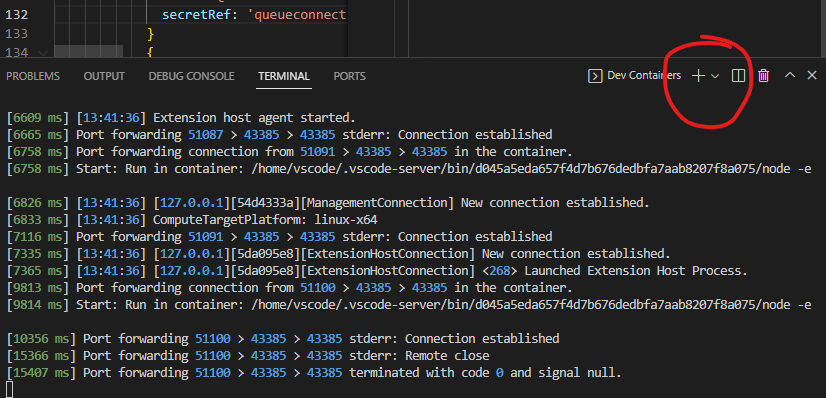 132 secretRef: 'queueconnect
133 }
134 {
PROBLEMS OUTPUT DEBUG CONSOLE TERMINAL PORTS Dev Containers
[6609 ms] [13:41:36] Extension host agent started.
[6665 ms] Port forwarding 51087 > 43385 > 43385 stderr: Connection established
[6758 ms] Port forwarding connection from 51091 > 43385 > 43385 in the container.
[6758 ms] Start: Run in container: /home/vscode/.vscode-server/bin/d045a5eda657f4d7b676dedbfa7aab8207f8a075/node -e
[6826 ms] [13:41:36] [127.0.0.1][54d4333a][ManagementConnection] New connection established.
[6833 ms] [13:41:36] ComputeTargetPlatform: linux-x64
[7116 ms] Port forwarding 51091 > 43385 > 43385 stderr: Connection established
[7335 ms] [13:41:36] [127.0.0.1][5da095e8][ExtensionHostConnection] New connection established.
[7365 ms] [13:41:36] [127.0.0.1][5da095e8][ExtensionHostConnection] <268> Launched Extension Host Process.
[9813 ms] Port forwarding connection from 51100 > 43385 > 43385 in the container.
[9814 ms] Start: Run in container: /home/vscode/.vscode-server/bin/d045a5eda657f4d7b676dedbfa7aab8207f8a075/node -e
[10356 ms] Port forwarding 51100 > 43385 > 43385 stderr: Connection established
[15366 ms] Port forwarding 51100 > 43385 > 43385 stderr: Remote close
[15407 ms] Port forwarding 51100 > 43385 > 43385 terminated with code 0 and signal null.